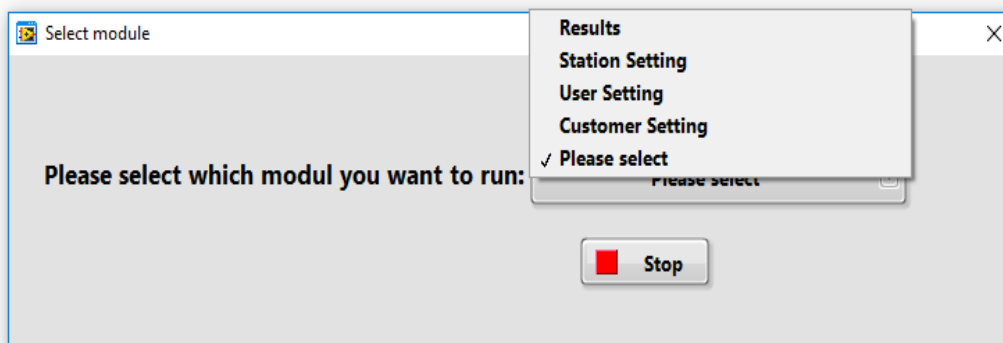 Select module
Results
Station Setting
User Setting
Customer Setting
Please select
Please select which modul you want to run:
Please select
Stop